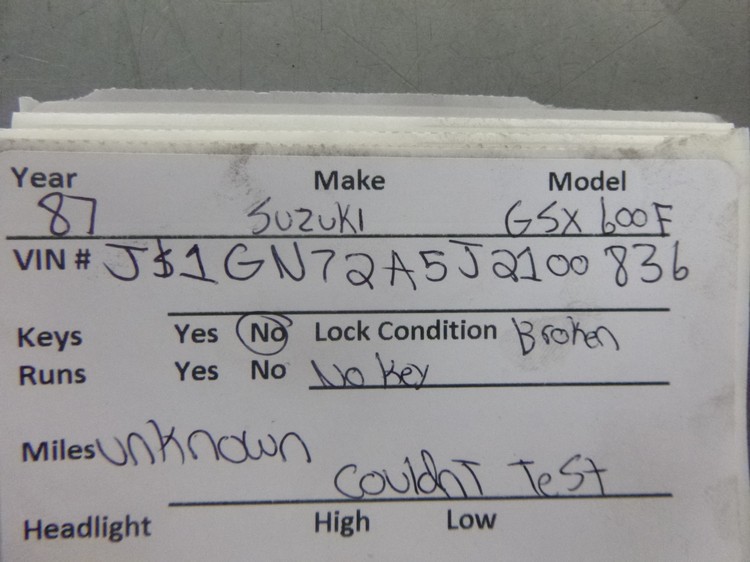 Year Make Model
87 SUZUKI GSX 600F
VIN # JS1GN72A5J2100836
Keys Yes No Lock Condition Broken
Runs Yes No No Key
Miles unknown
COULDNT TEST
Headlight High Low